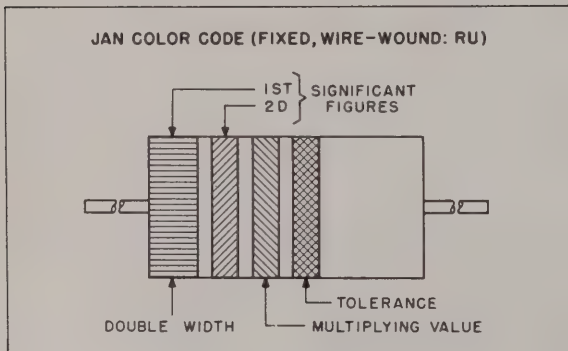 JAN COLOR CODE (FIXED, WIRE-WOUND: RU)
1ST
2D
SIGNIFICANT
FIGURES
TOLERANCE
DOUBLE WIDTH
MULTIPLYING VALUE